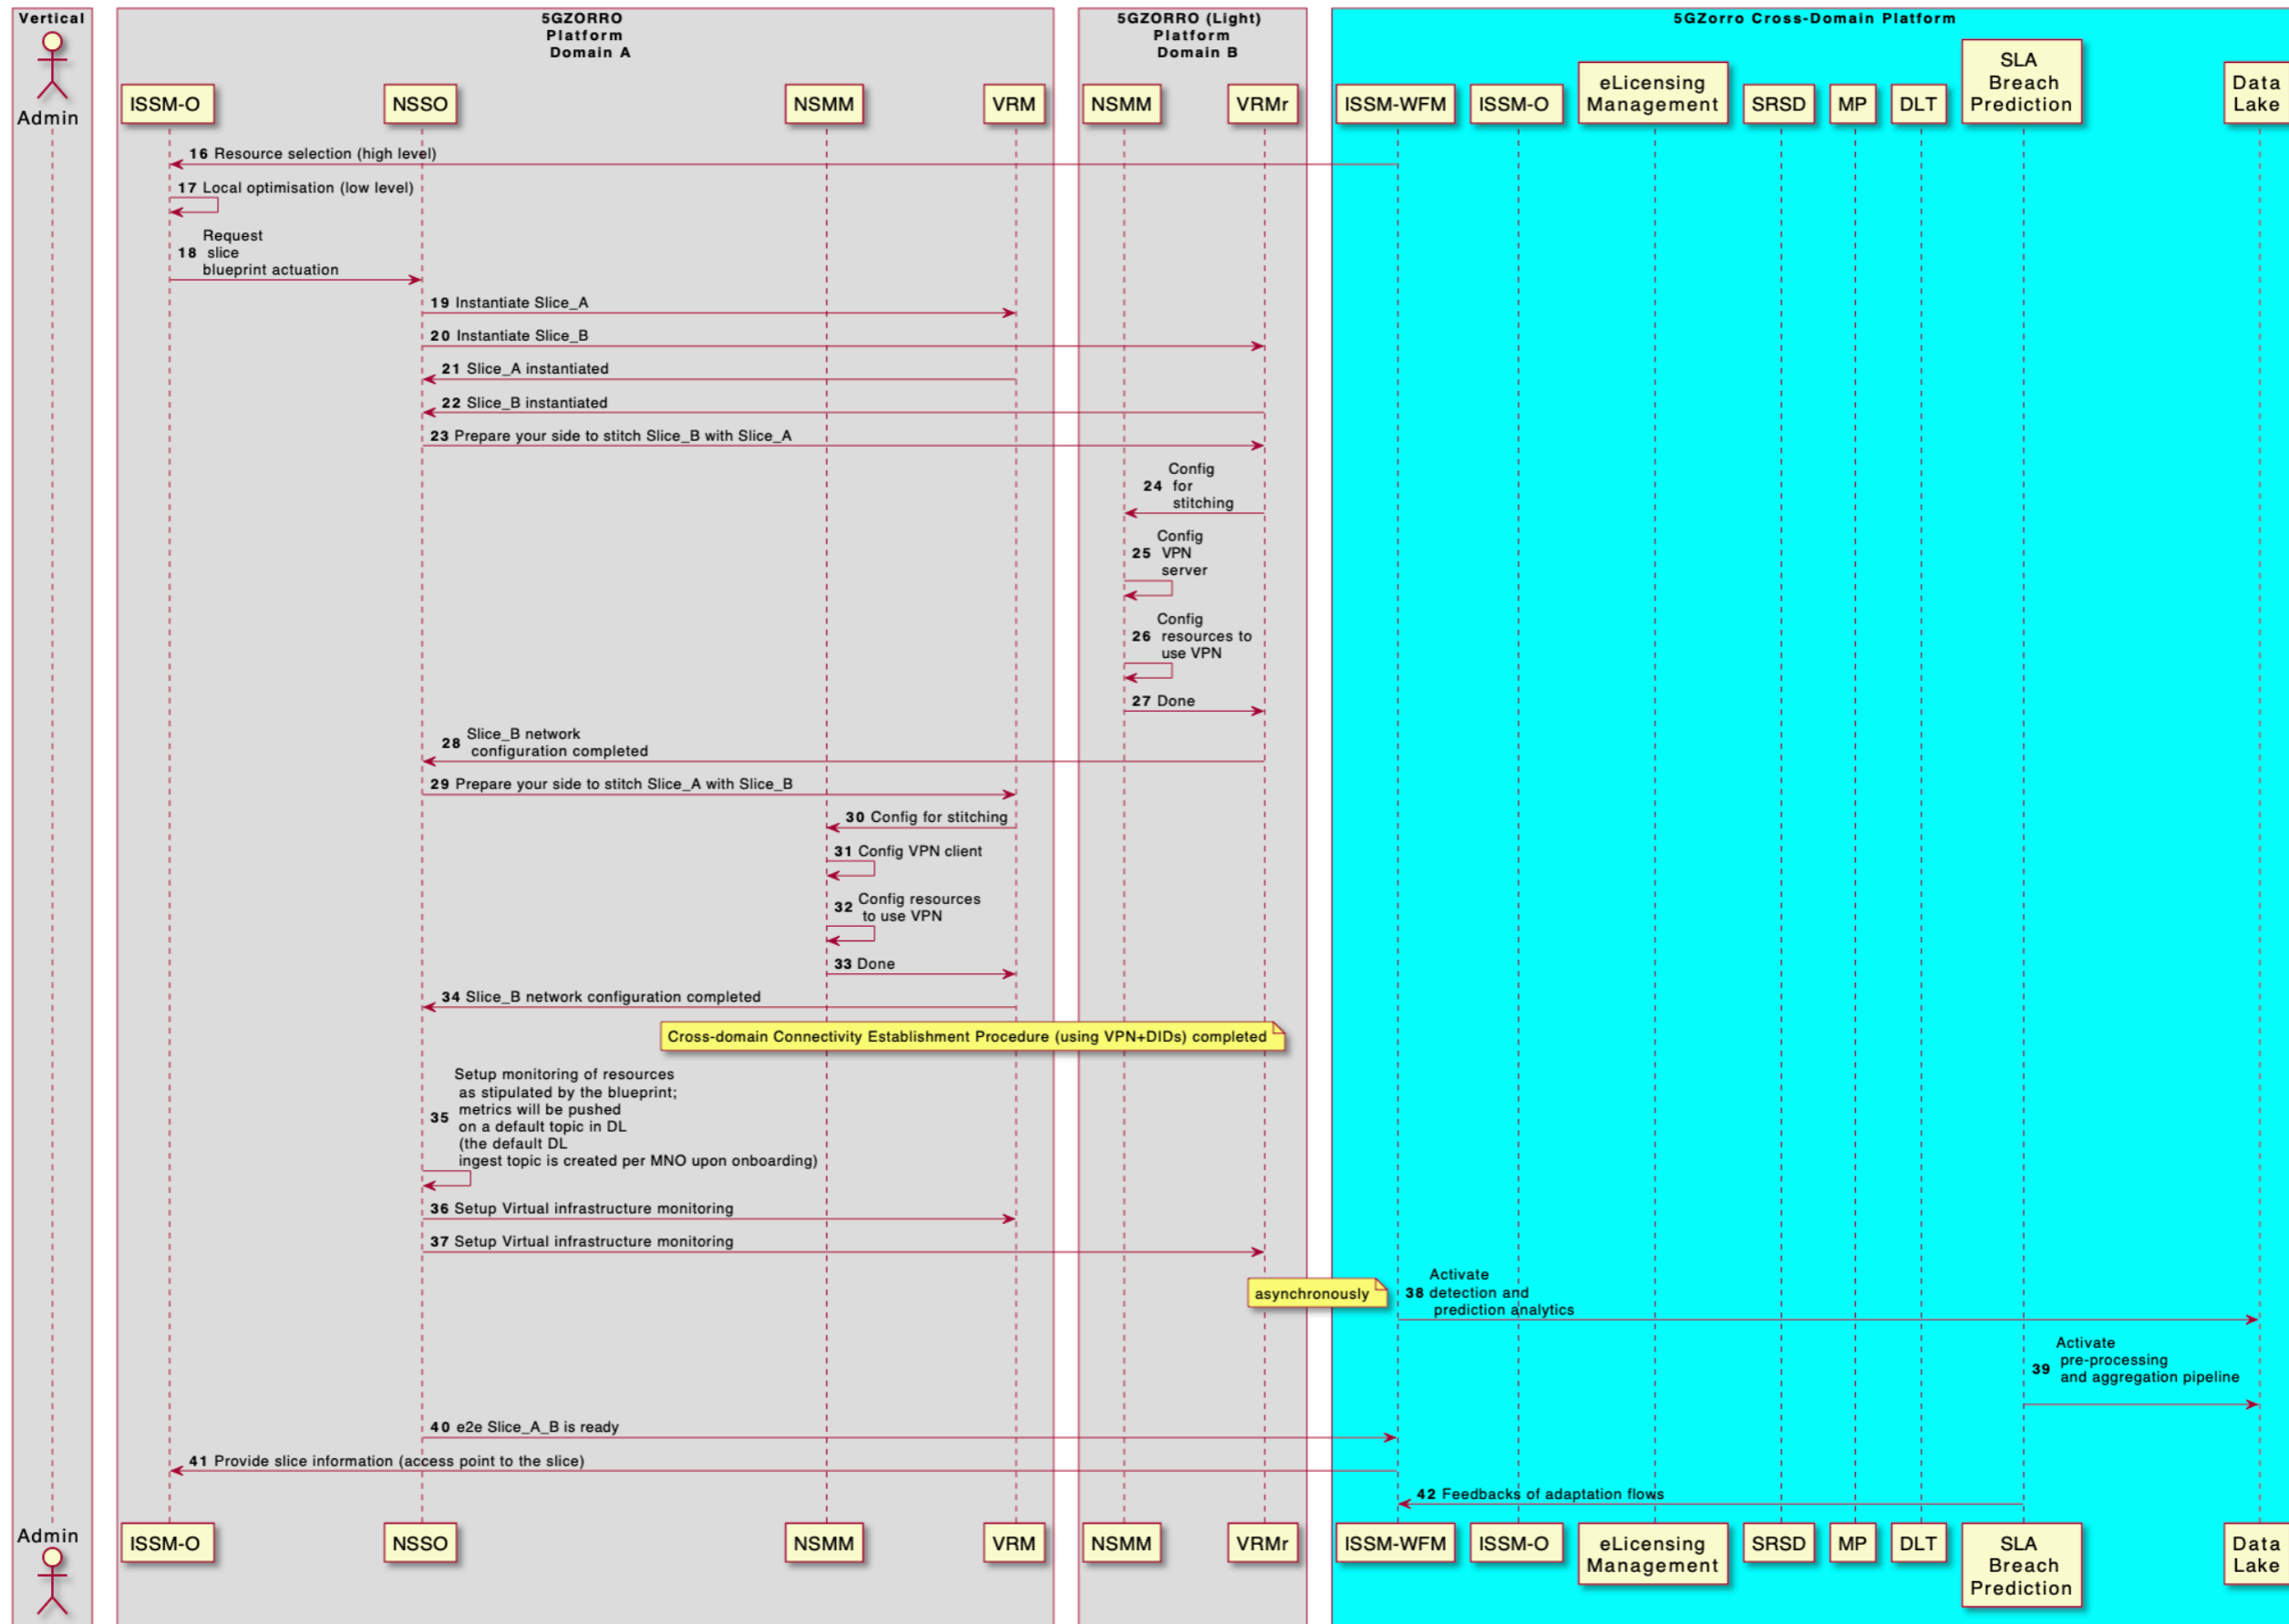 Vertical
5GZORRO
Platform
Domain A
5GZORRO (Light)
Platform
Domain B
5GZorro Cross-Domain Platform
Admin
ISSM-O
NSSO
NSMM
VRM
NSMM
VRMr
ISSM-WFM
ISSM-O
eLicensing
Management
SRSD
MP
DLT
SLA
Breach
Prediction
Data
Lake
16 Resource selection (high level)
17 Local optimisation (low level)
18 Request
slice
blueprint actuation
19 Instantiate Slice_A
20 Instantiate Slice_B
21 Slice_A instantiated
22 Slice_B instantiated
23 Prepare your side to stitch Slice_B with Slice_A
24 Config
for
stitching
25 Config
VPN
server
26 Config
resources to
use VPN
27 Done
28 Slice_B network
configuration completed
29 Prepare your side to stitch Slice_A with Slice_B
30 Config for stitching
31 Config VPN client
32 Config resources
to use VPN
33 Done
34 Slice_B network configuration completed
Cross-domain Connectivity Establishment Procedure (using VPN+DIDs) completed
35 Setup monitoring of resources
as stipulated by the blueprint;
metrics will be pushed
on a default topic in DL
(the default DL
ingest topic is created per MNO upon onboarding)
36 Setup Virtual infrastructure monitoring
37 Setup Virtual infrastructure monitoring
asynchronously
38 Activate
detection and
prediction analytics
39 Activate
pre-processing
and aggregation pipeline
40 e2e Slice_A_B is ready
41 Provide slice information (access point to the slice)
42 Feedbacks of adaptation flows
Admin
ISSM-O
NSSO
NSMM
VRM
NSMM
VRMr
ISSM-WFM
ISSM-O
eLicensing
Management
SRSD
MP
DLT
SLA
Breach
Prediction
Data
Lake